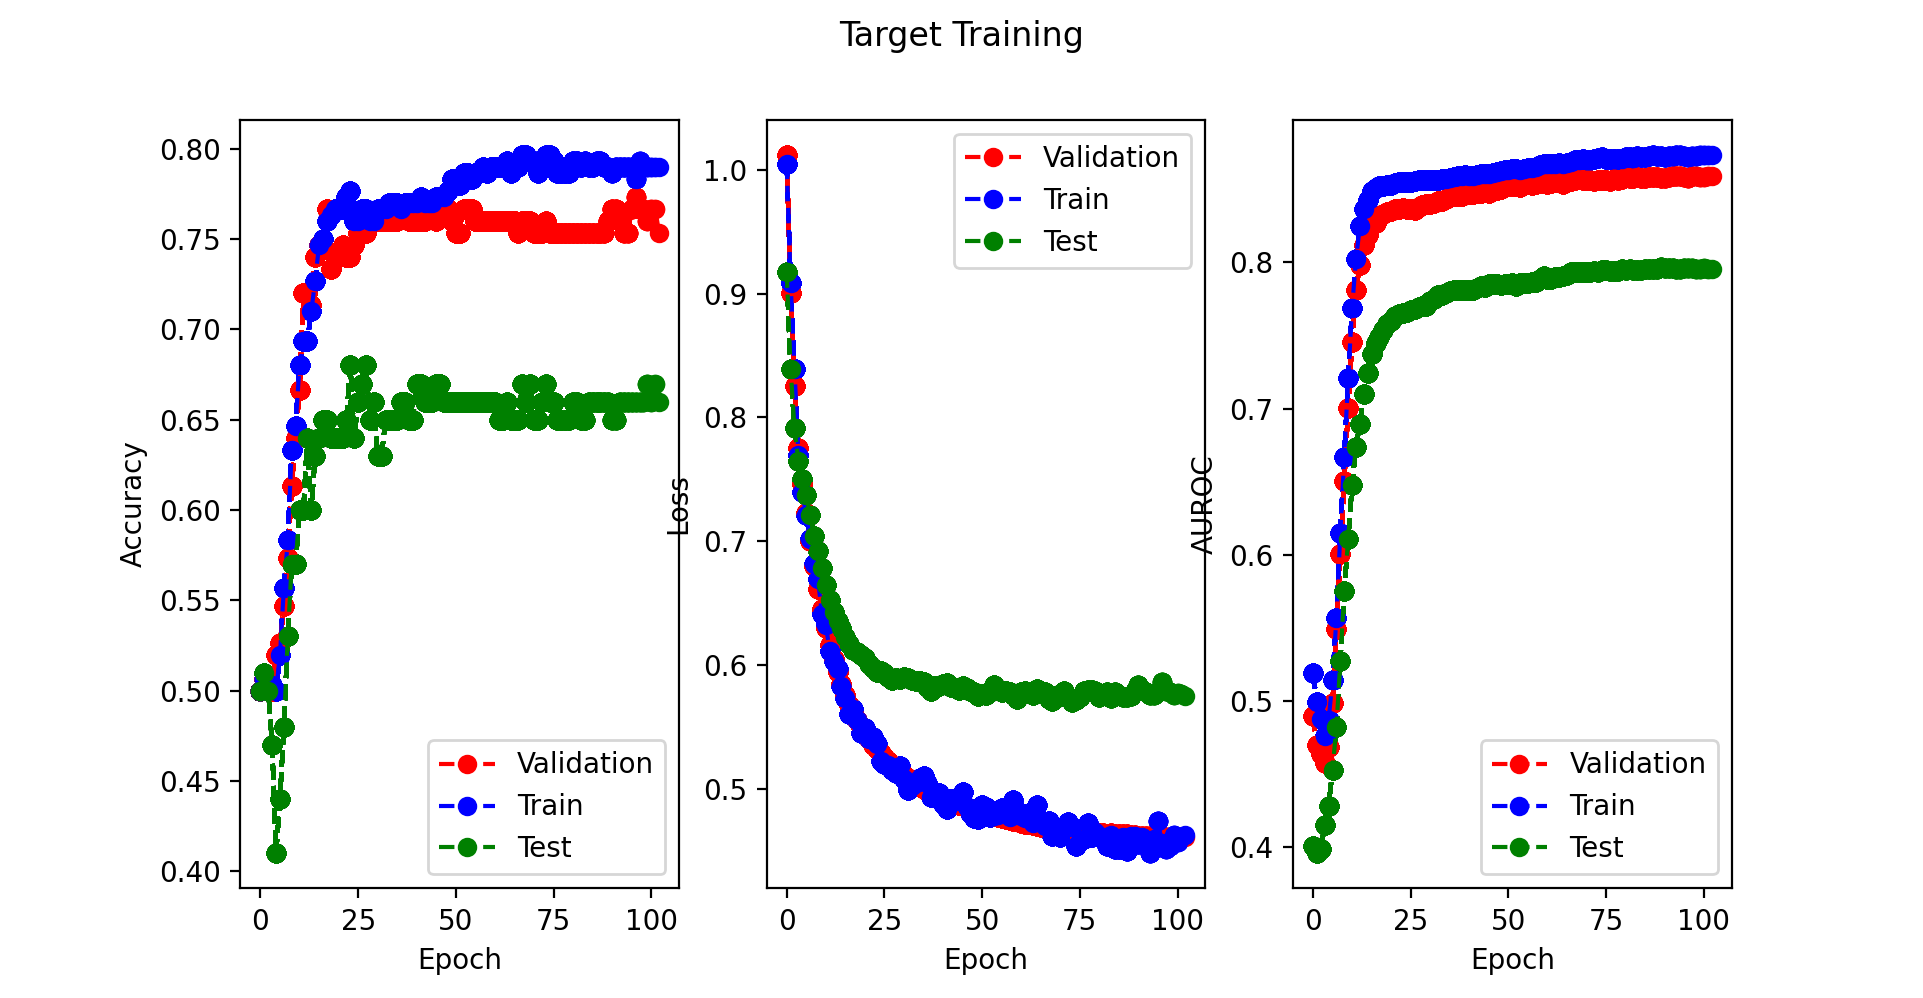 Target Training
Accuracy
0.80
0.75
0.70
0.65
0.60
0.55
0.50
0.45
0.40
Validation
Train
Test
0 25 50 75 100
Epoch
Loss
1.0
0.9
0.8
0.7
0.6
0.5
Validation
Train
Test
0 25 50 75 100
Epoch
AUROC
0.8
0.7
0.6
0.5
0.4
Validation
Train
Test
0 25 50 75 100
Epoch